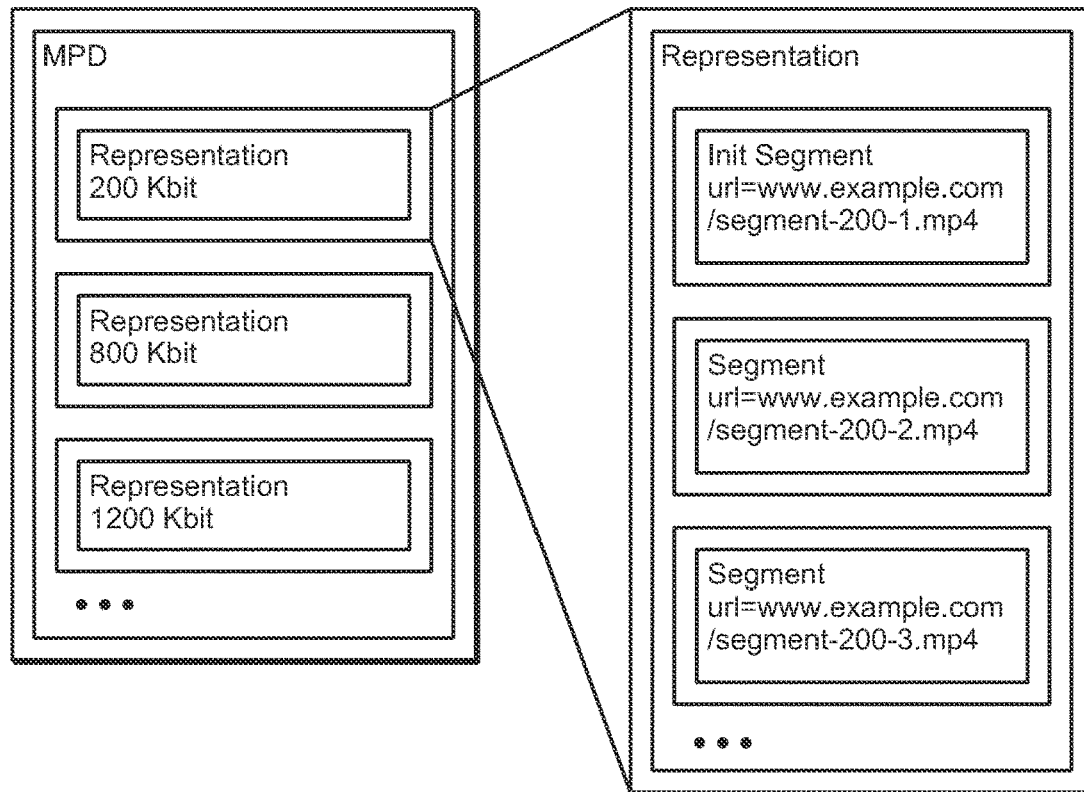 MPD
Representation
200 Kbit
Representation
800 Kbit
Representation
1200 Kbit
• • •
Representation
Init Segment
url=www.example.com
/segment-200-1.mp4
Segment
url=www.example.com
/segment-200-2.mp4
Segment
url=www.example.com
/segment-200-3.mp4
• • •